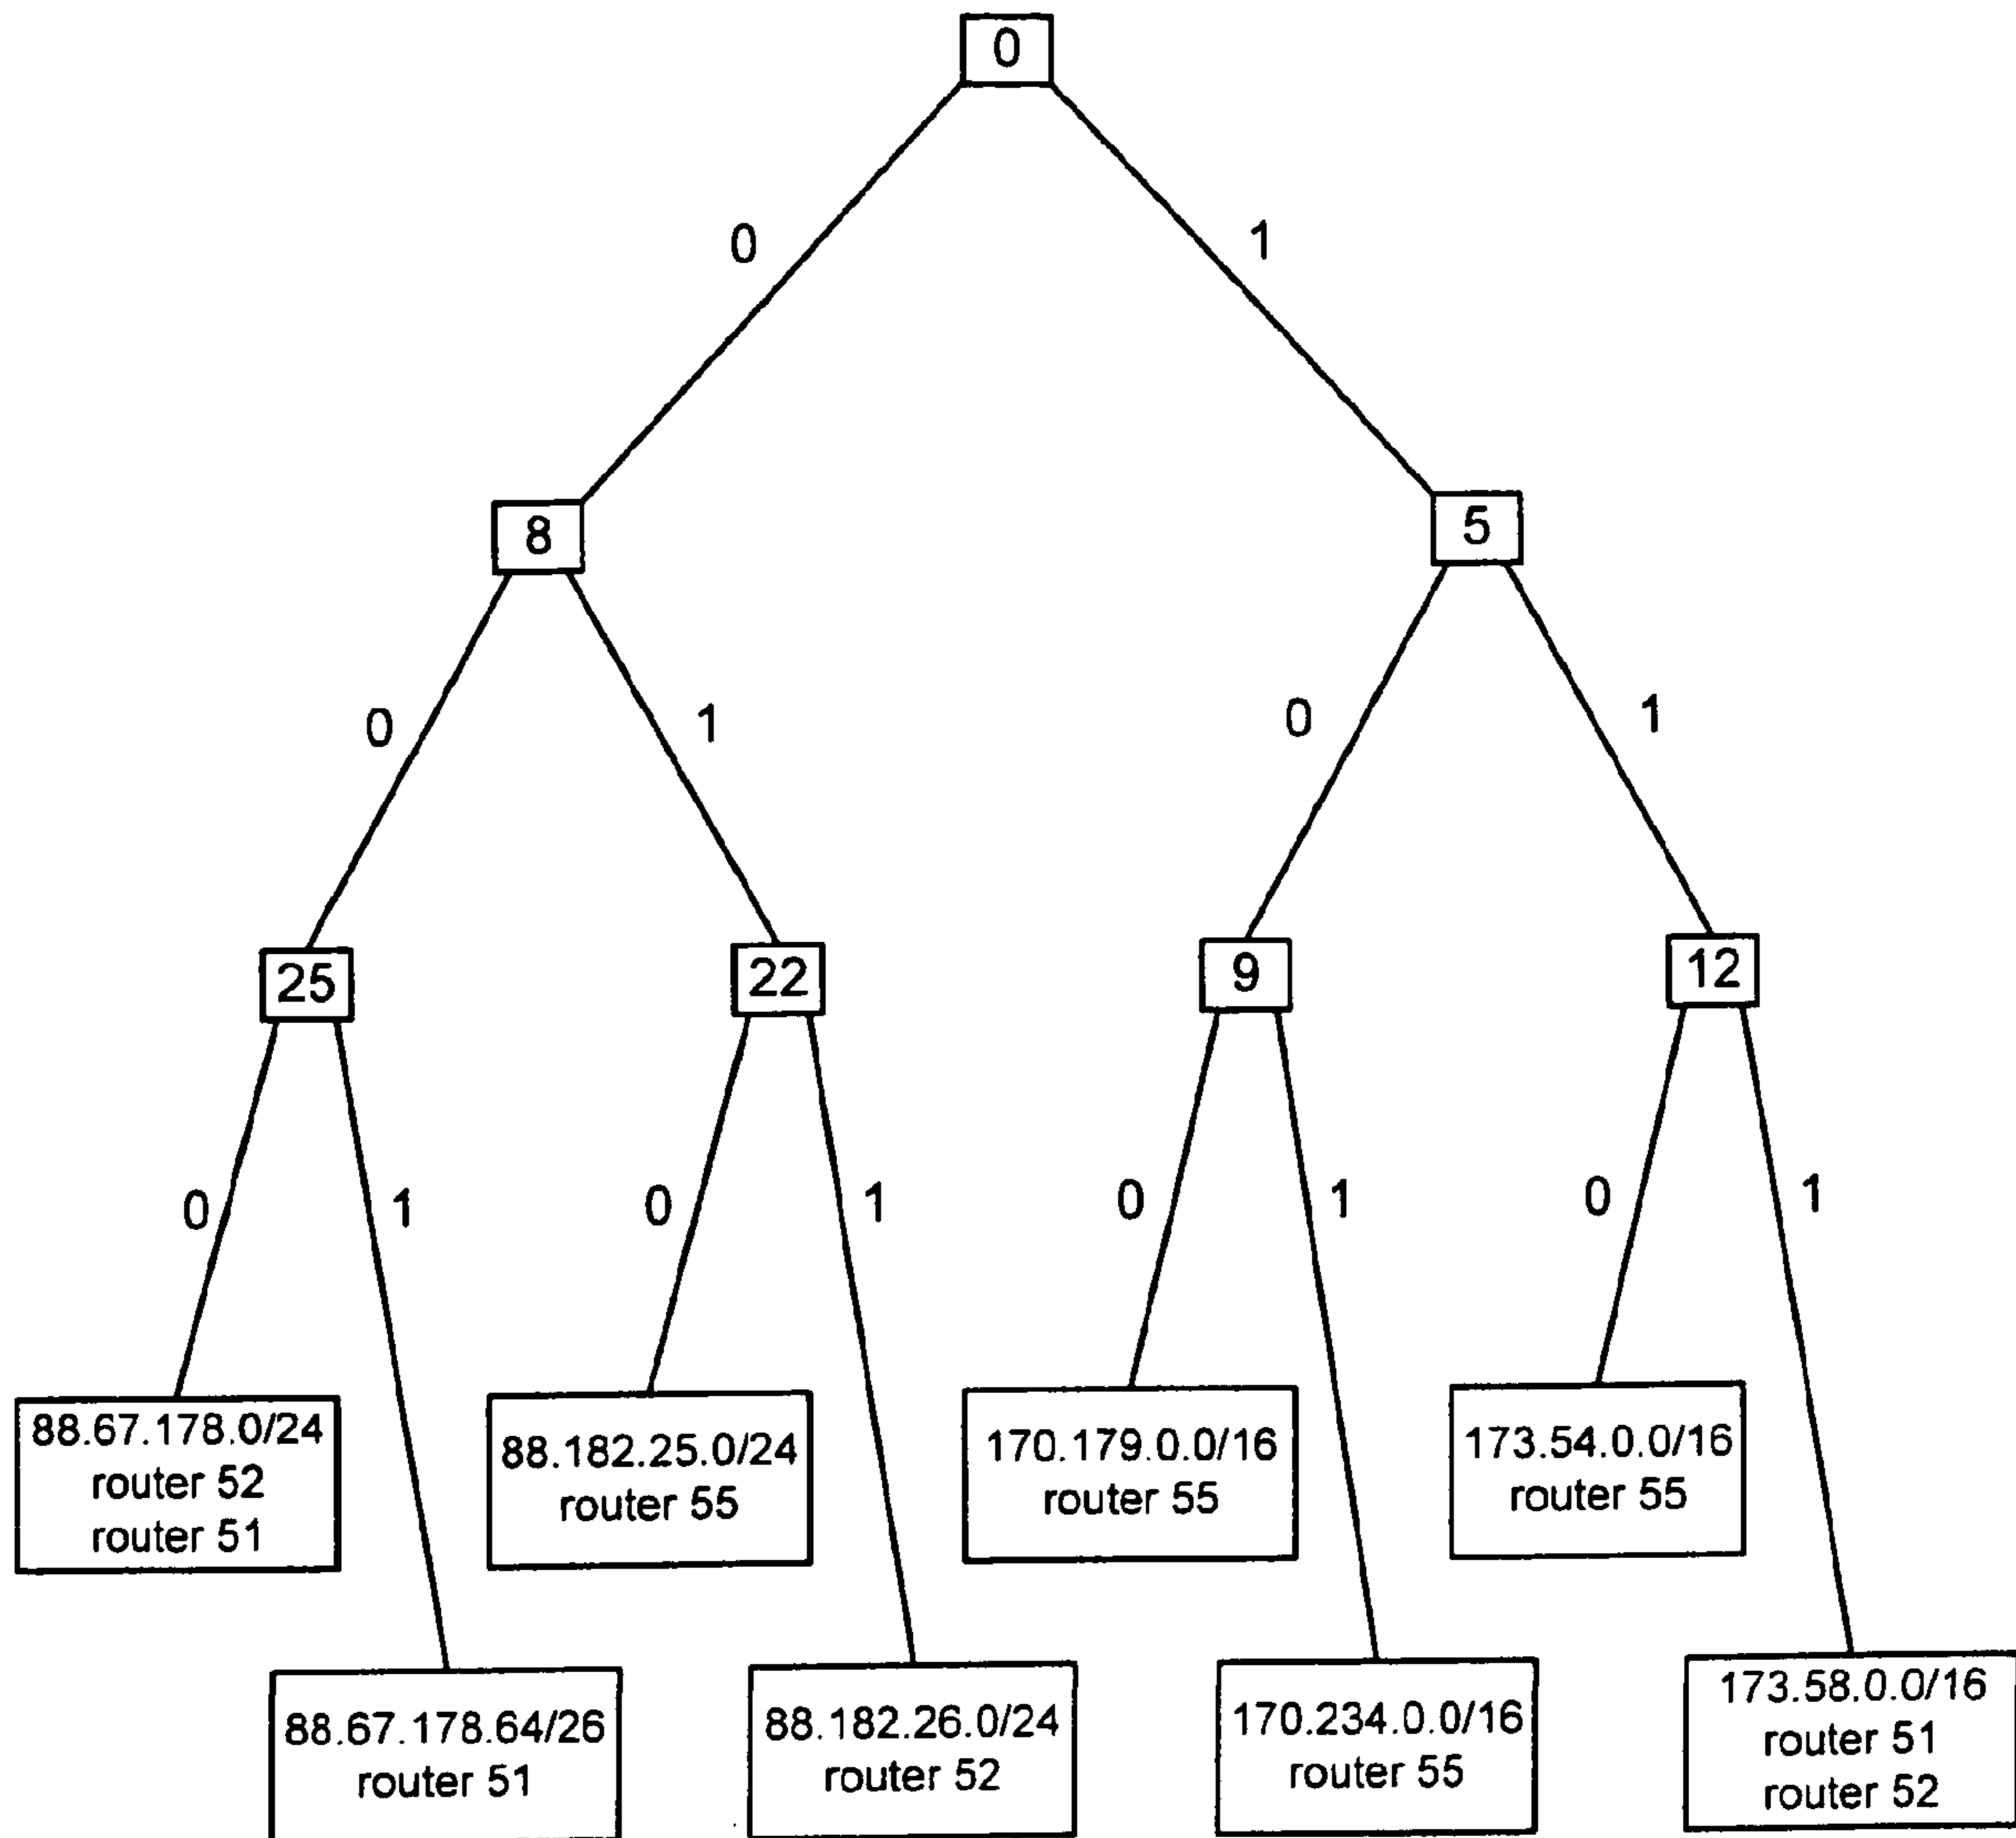 0
0
1
8
5
0
1
0
1
25
22
9
12
0
1
0
1
0
1
0
1
88.67.178.0/24
router 52
router 51
88.182.25.0/24
router 55
170.179.0.0/16
router 55
173.54.0.0/16
router 55
88.67.178.64/26
router 51
88.182.26.0/24
router 52
170.234.0.0/16
router 55
173.58.0.0/16
router 51
router 52